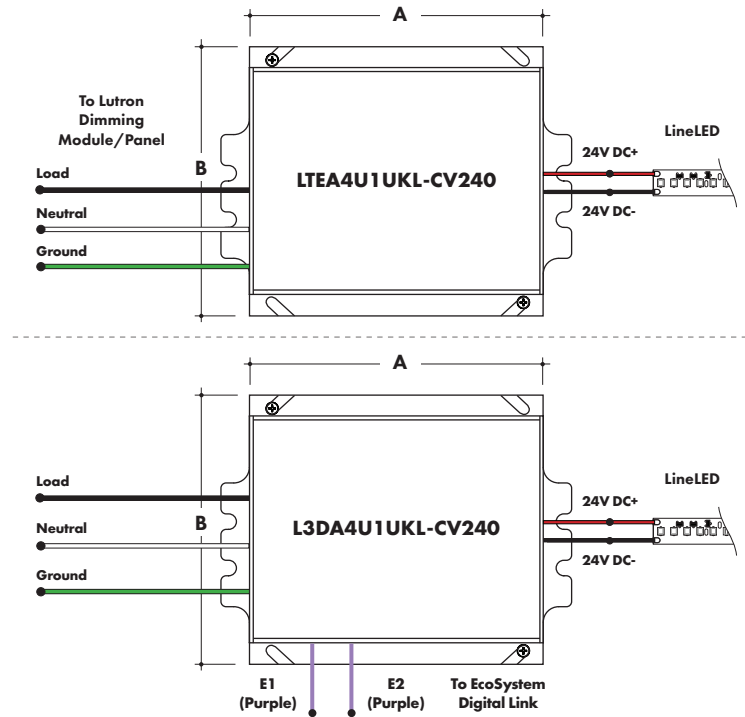 A
To Lutron
Dimming
Module/Panel
LineLED
24V DC+
B
Load
LTEA4U1UKL-CV240
24V DC-
Neutral
Ground
A
Load
LineLED
24V DC+
B
Neutral
L3DA4U1UKL-CV240
24V DC-
Ground
E1
(Purple)
E2
(Purple)
To EcoSystem
Digital Link